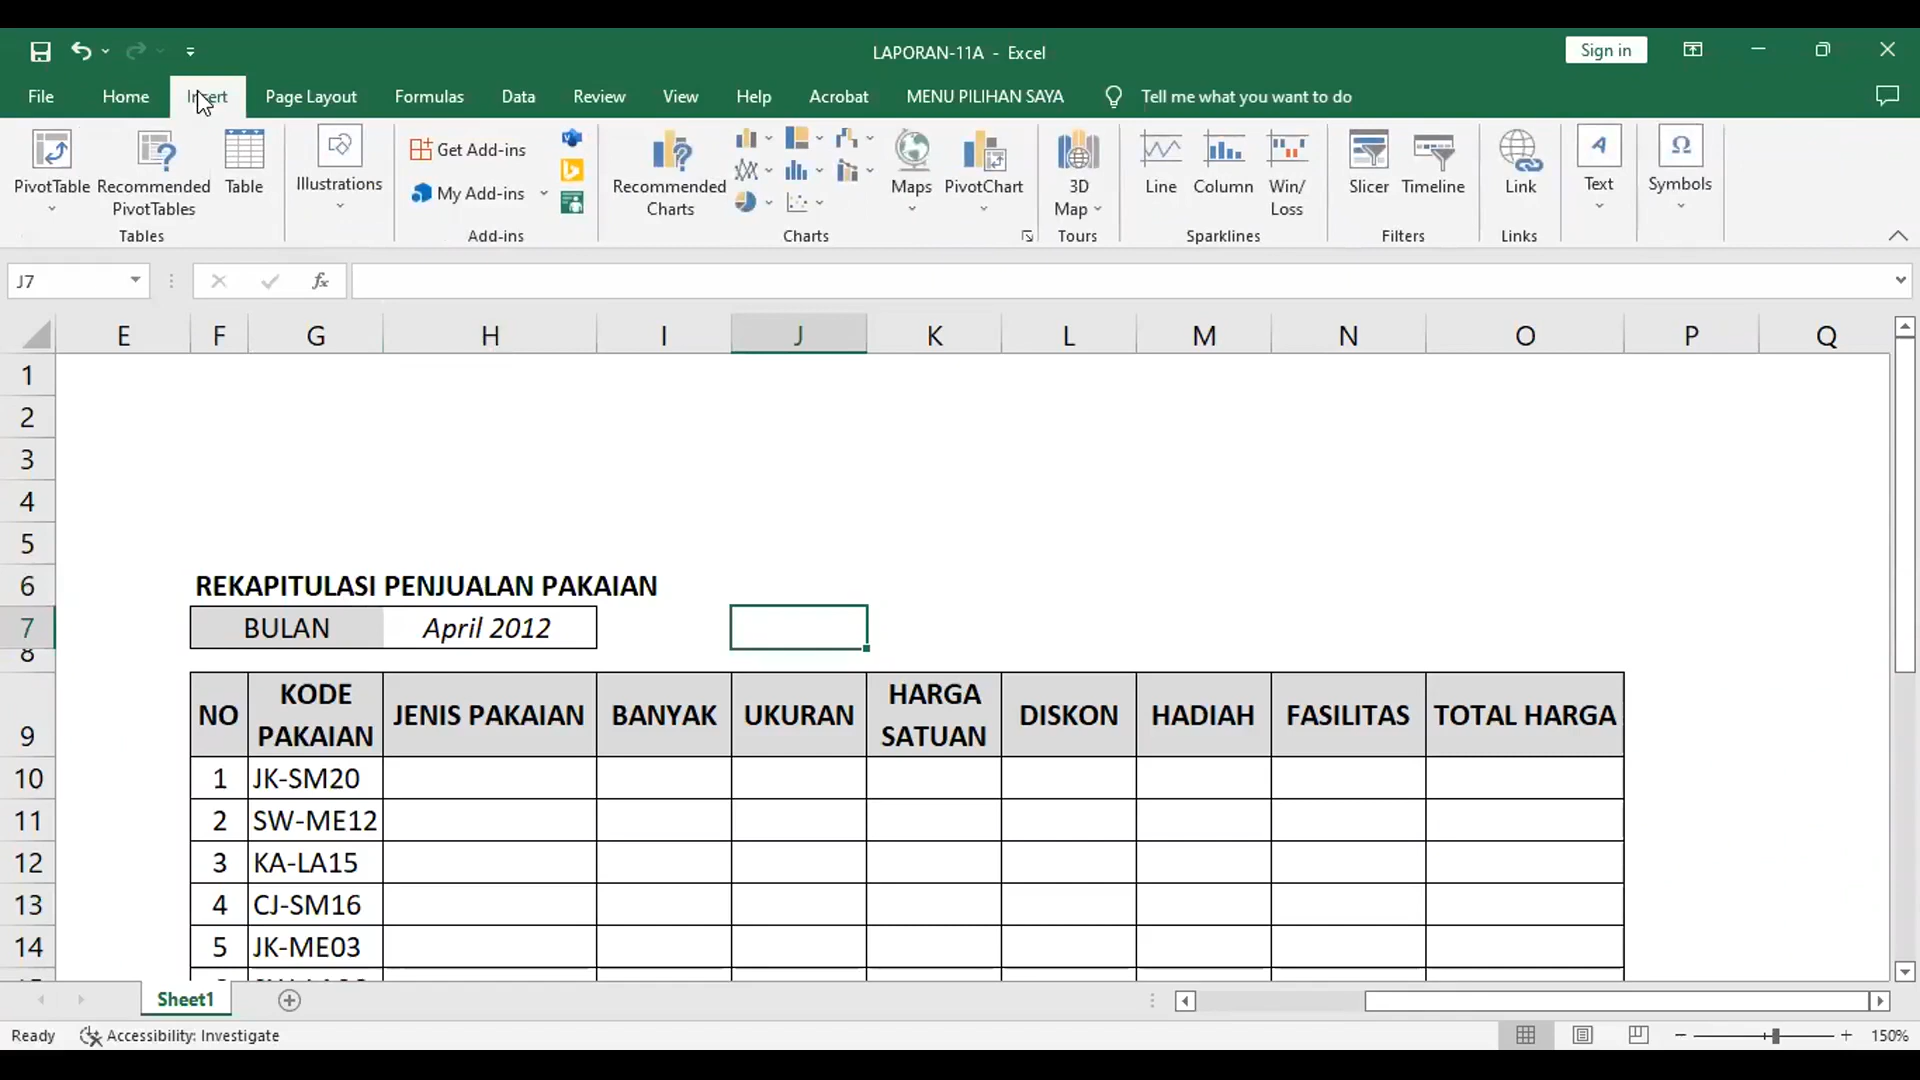 LAPORAN-11A - Excel
Sign in
File Home Insert Page Layout Formulas Data Review View Help Acrobat MENU PILIHAN SAYA Tell me what you want to do
PivotTable
Recommended PivotTables
Table
Tables
Illustrations
Get Add-ins
My Add-ins
Add-ins
Recommended Charts
Maps
PivotChart
Charts
3D Map
Tours
Line
Column
Win/ Loss
Sparklines
Slicer
Timeline
Filters
Link
Links
Text
Symbols
J7
fx
E F G H I J K L M N O P Q
1
2
3
4
5
6 REKAPITULASI PENJUALAN PAKAIAN
7 BULAN April 2012
8
9 NO KODE PAKAIAN JENIS PAKAIAN BANYAK UKURAN HARGA SATUAN DISKON HADIAH FASILITAS TOTAL HARGA
10 1 JK-SM20
11 2 SW-ME12
12 3 KA-LA15
13 4 CJ-SM16
14 5 JK-ME03
Sheet1
Ready Accessibility: Investigate
150%